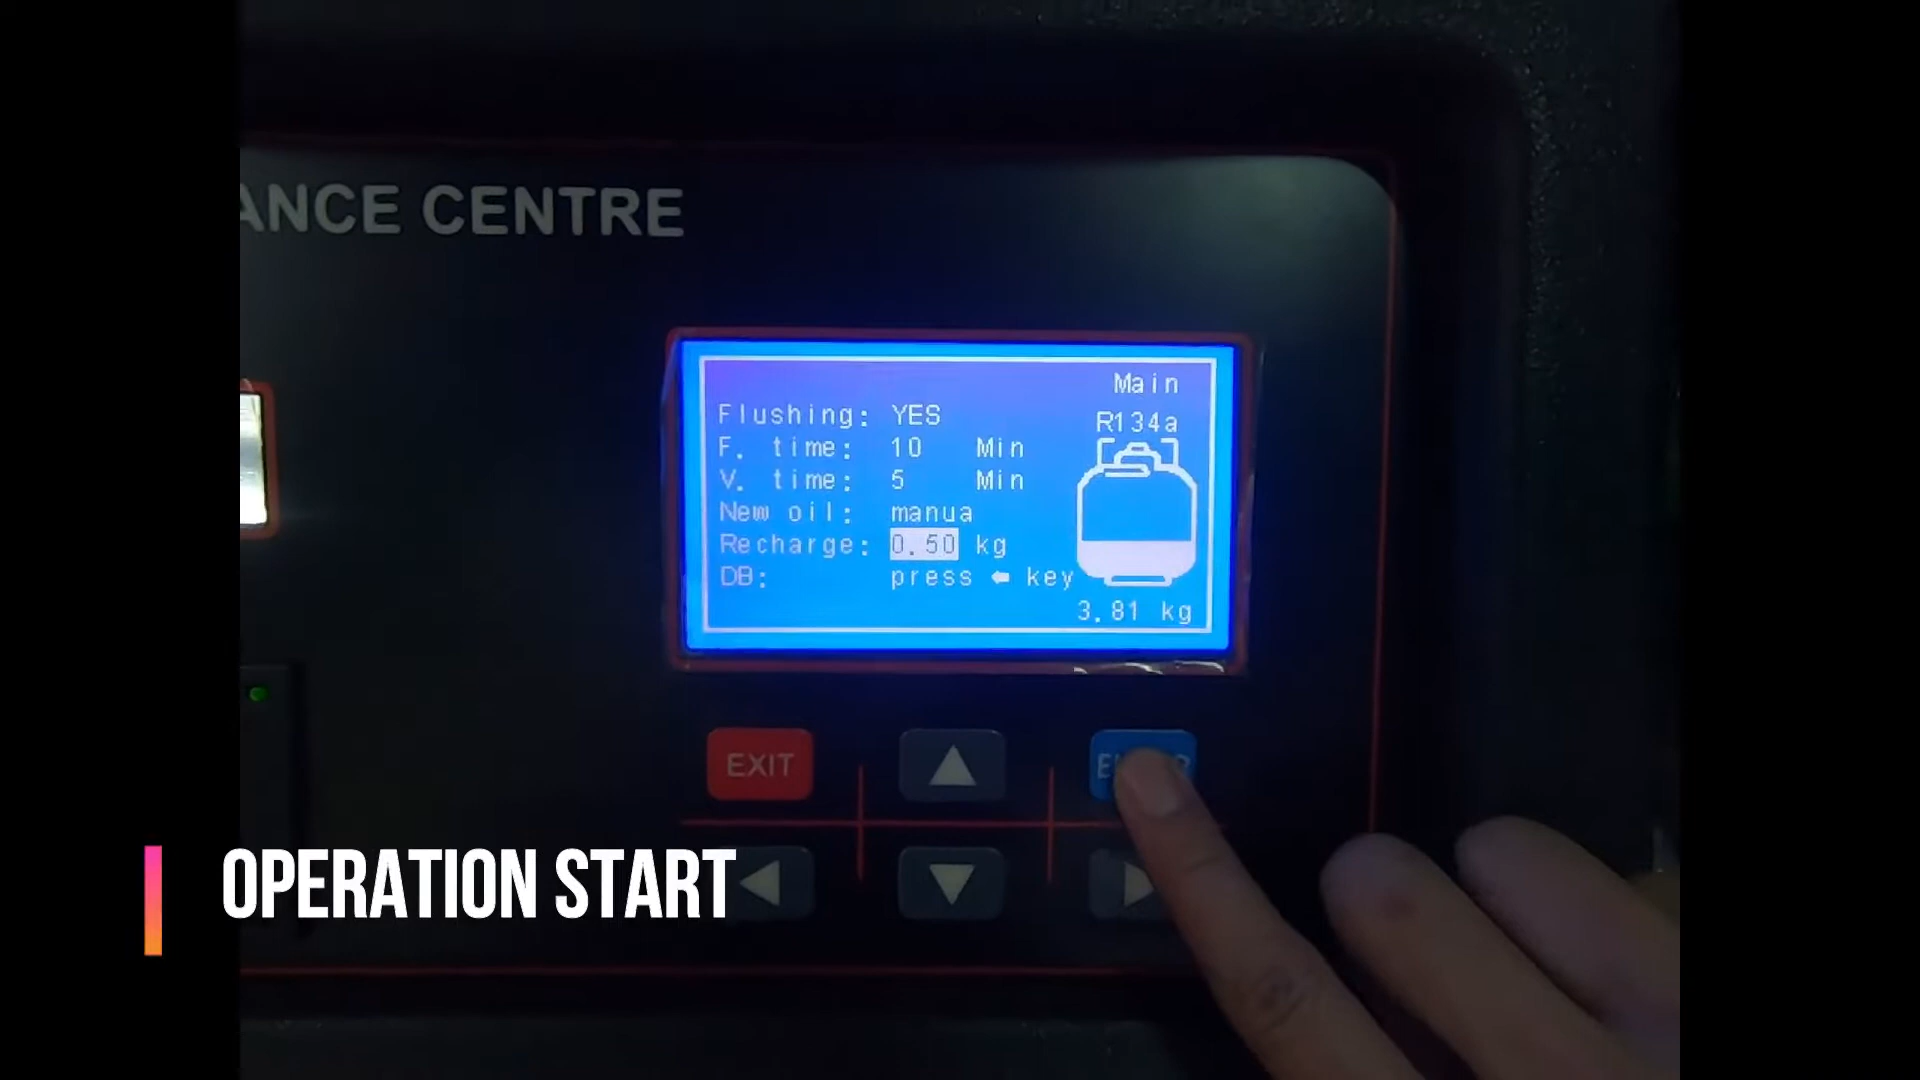 ANCE CENTRE
Main
Flushing: YES
R134a
F. time: 10 Min
V. time: 5 Min
New oil: manua
Recharge: 0.50 kg
DB: press ⬅ key
3.81 kg
EXIT
OPERATION START